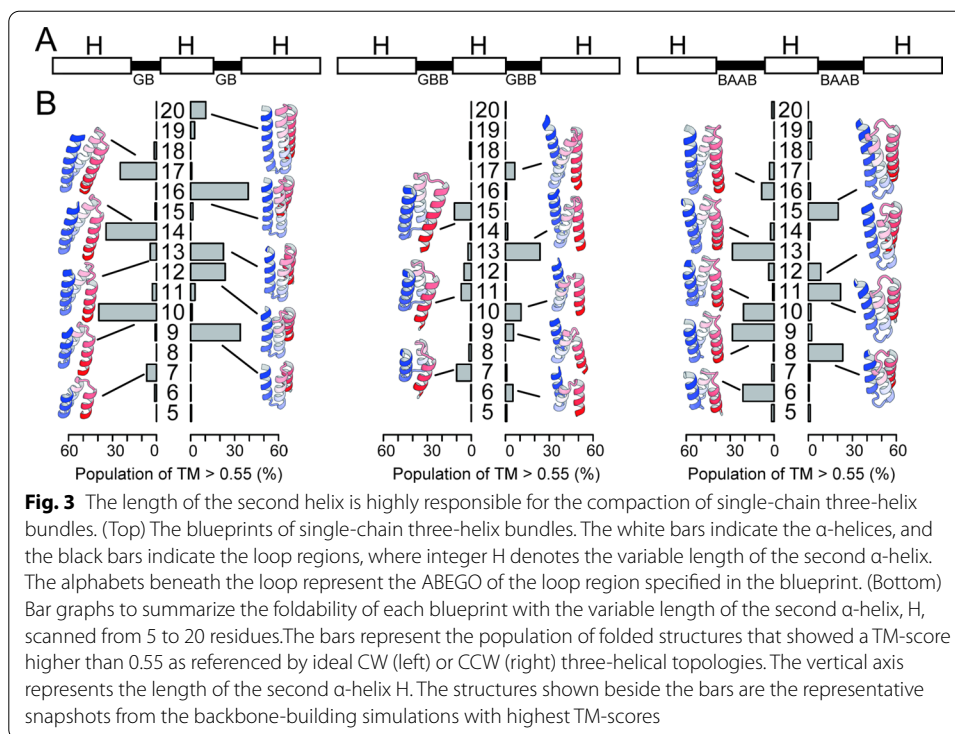 A
H H H
GB GB
H H H
GBB GBB
H H H
BAAB BAAB
B
20
19
18
17
16
15
14
13
12
11
10
9
8
7
6
5
60 30 0 0 30 60
Population of TM > 0.55 (%)
20
19
18
17
16
15
14
13
12
11
10
9
8
7
6
5
60 30 0 0 30 60
Population of TM > 0.55 (%)
20
19
18
17
16
15
14
13
12
11
10
9
8
7
6
5
60 30 0 0 30 60
Population of TM > 0.55 (%)
Fig. 3 The length of the second helix is highly responsible for the compaction of single-chain three-helix
bundles. (Top) The blueprints of single-chain three-helix bundles. The white bars indicate the α-helices, and
the black bars indicate the loop regions, where integer H denotes the variable length of the second α-helix.
The alphabets beneath the loop represent the ABEGO of the loop region specified in the blueprint. (Bottom)
Bar graphs to summarize the foldability of each blueprint with the variable length of the second α-helix, H,
scanned from 5 to 20 residues.The bars represent the population of folded structures that showed a TM-score
higher than 0.55 as referenced by ideal CW (left) or CCW (right) three-helical topologies. The vertical axis
represents the length of the second α-helix H. The structures shown beside the bars are the representative
snapshots from the backbone-building simulations with highest TM-scores